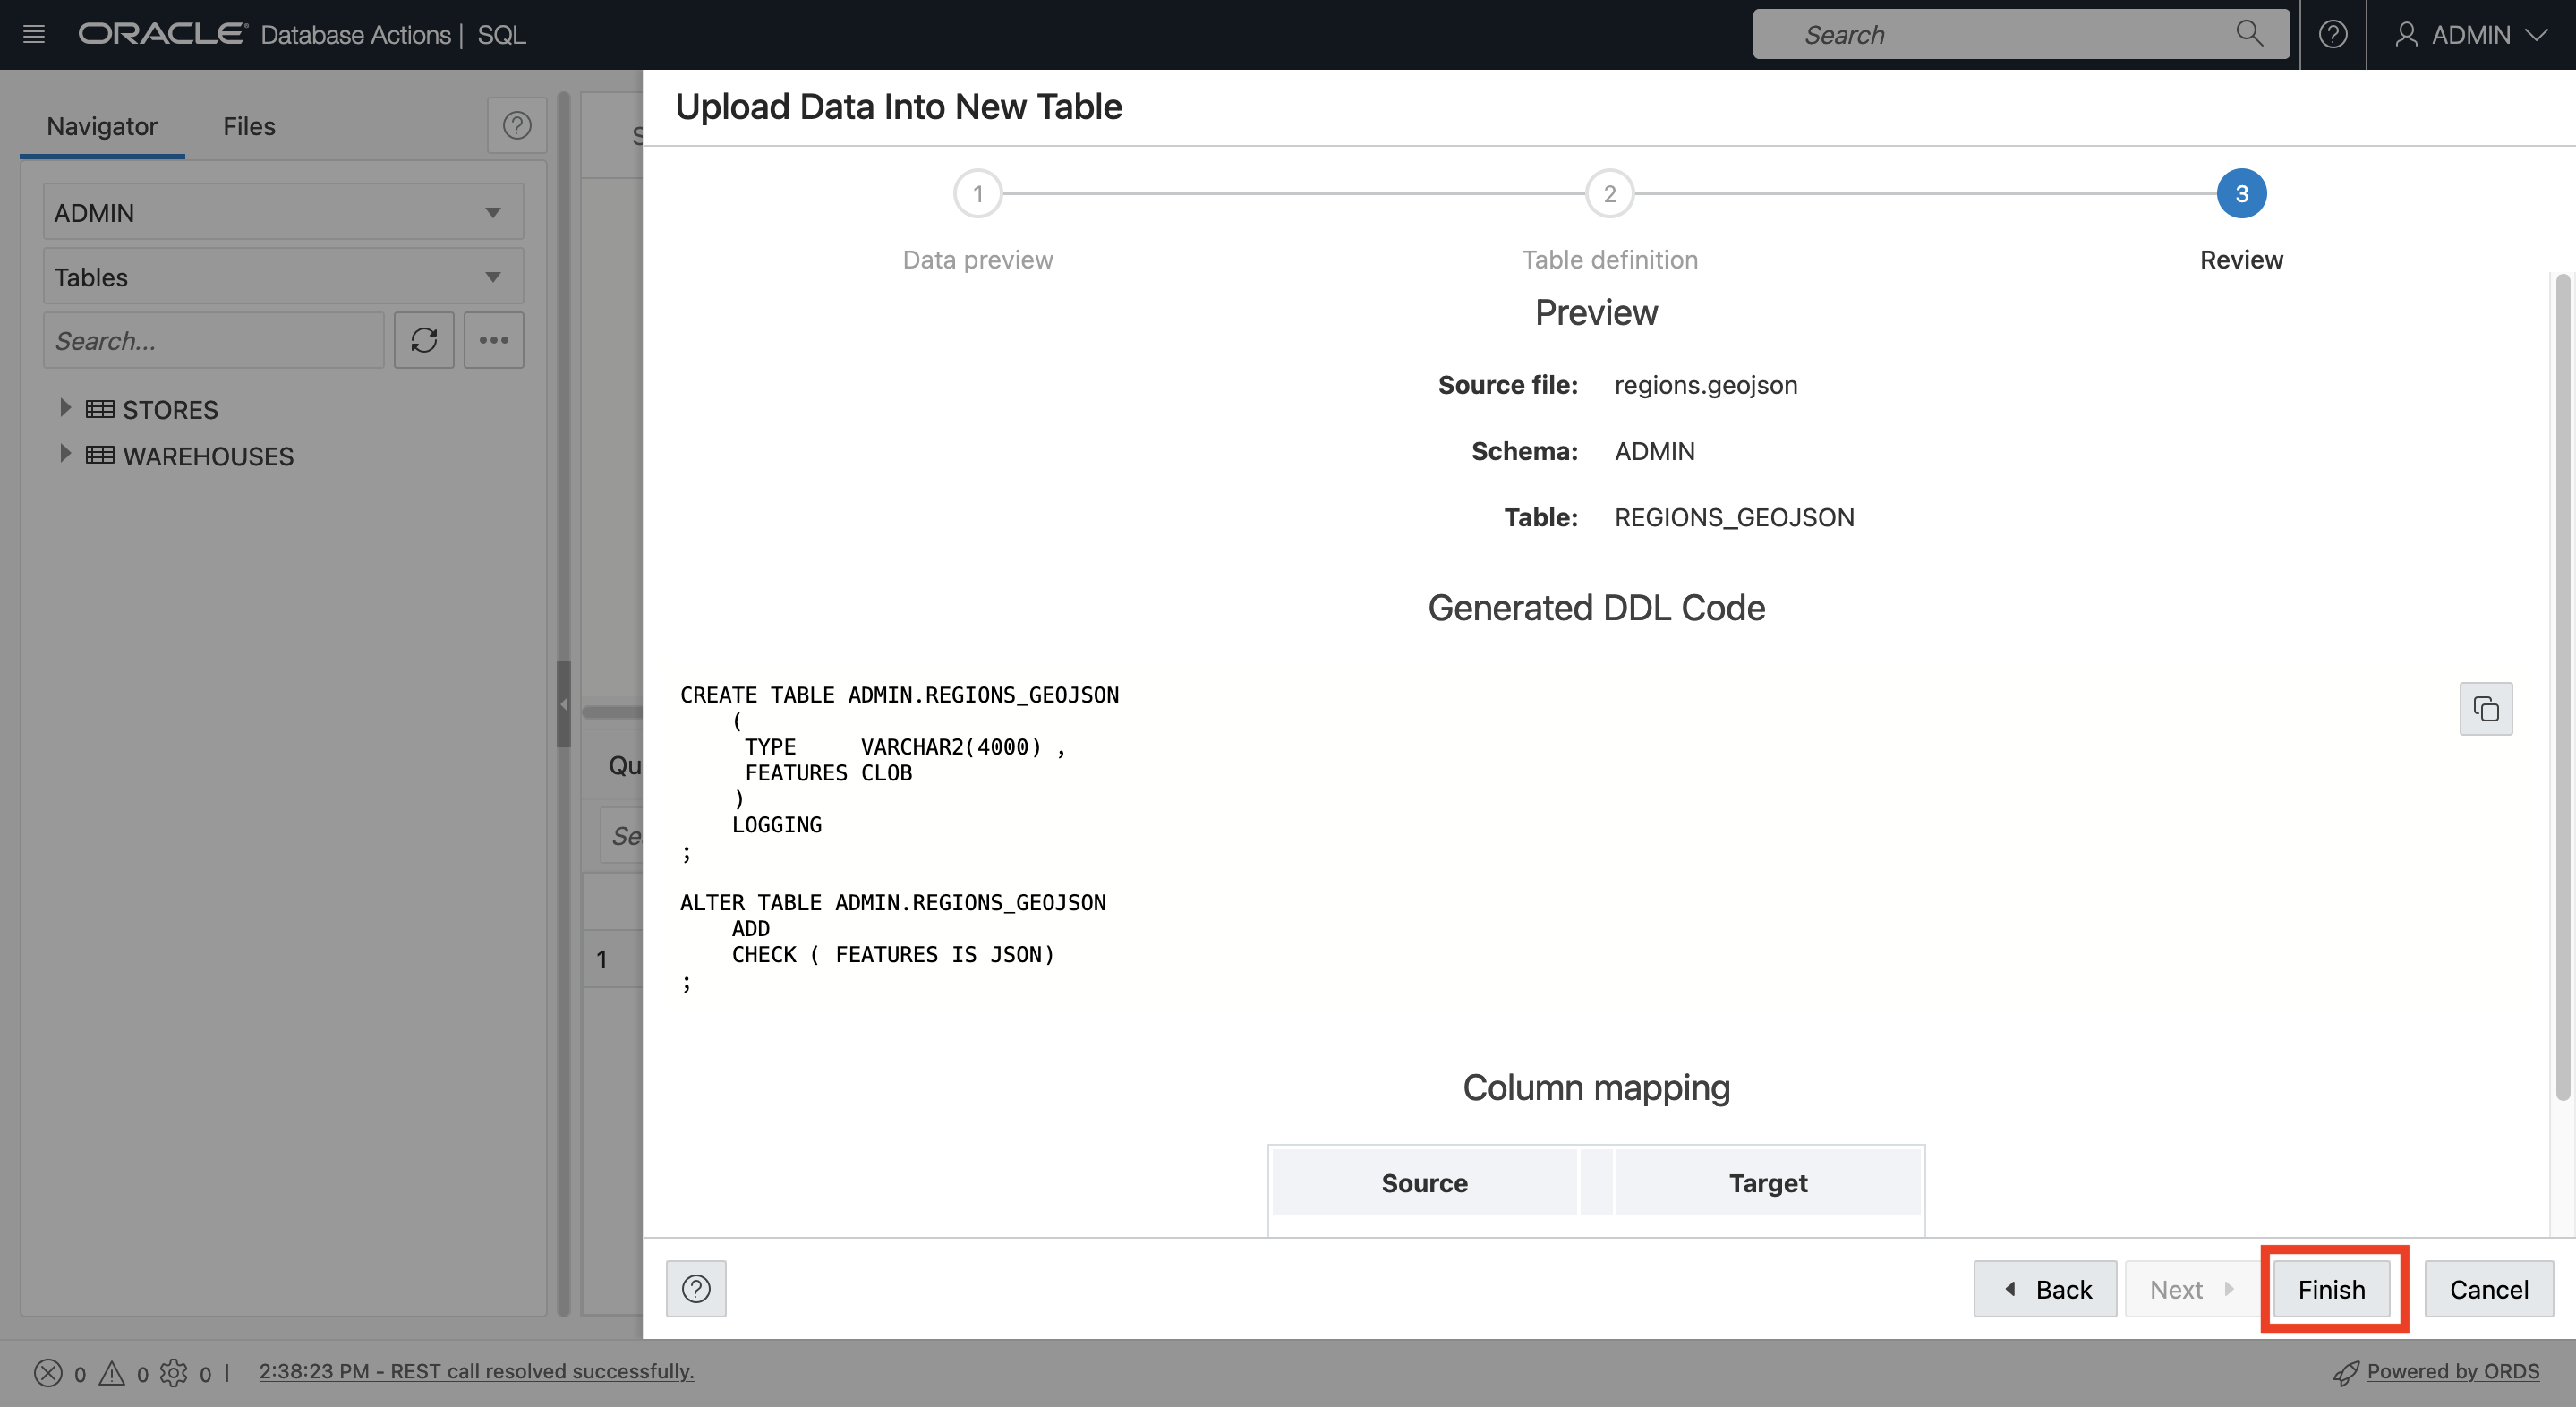 ORACLE Database Actions | SQL
Search
ADMIN
Navigator
Files
ADMIN
Tables
Search...
STORES
WAREHOUSES
Qu
1
Upload Data Into New Table
1
2
3
Data preview
Table definition
Review
Preview
Source file: regions.geojson
Schema: ADMIN
Table: REGIONS_GEOJSON
Generated DDL Code
CREATE TABLE ADMIN.REGIONS_GEOJSON
(
TYPE VARCHAR2(4000) ,
FEATURES CLOB
)
LOGGING
;
ALTER TABLE ADMIN.REGIONS_GEOJSON
ADD
CHECK ( FEATURES IS JSON)
;
Column mapping
Source Target
Back
Next
Finish
Cancel
0 0 0 | 2:38:23 PM - REST call resolved successfully.
Powered by ORDS